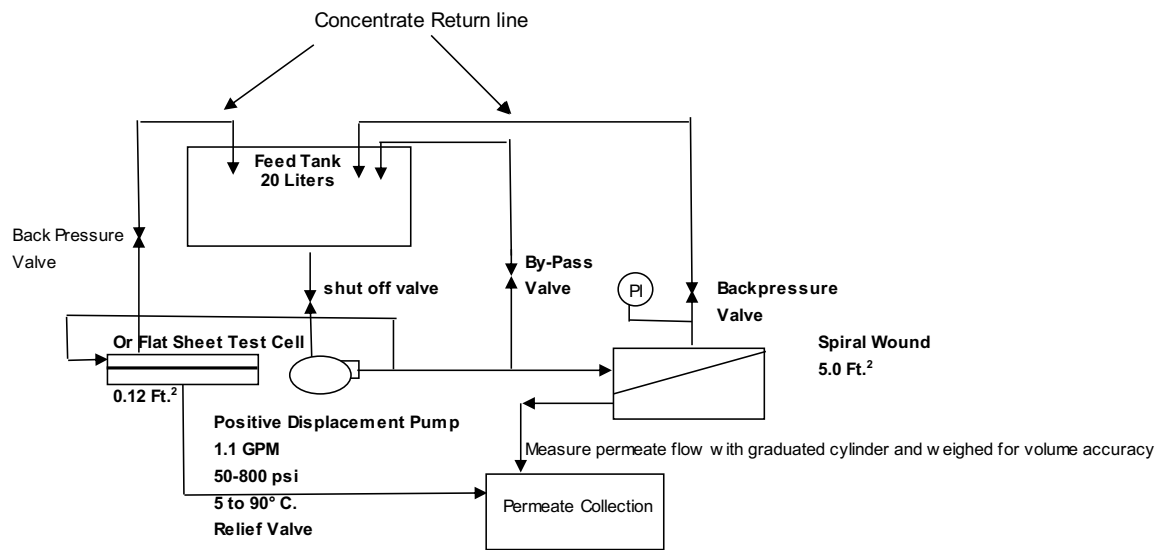 Concentrate Return line
Feed Tank
20 Liters
Back Pressure
Valve
shut off valve
By-Pass
Valve
PI
Backpressure
Valve
Or Flat Sheet Test Cell
0.12 Ft.²
Spiral Wound
5.0 Ft.²
Positive Displacement Pump
1.1 GPM
50-800 psi
5 to 90° C.
Relief Valve
Measure permeate flow with graduated cylinder and weighed for volume accuracy
Permeate Collection